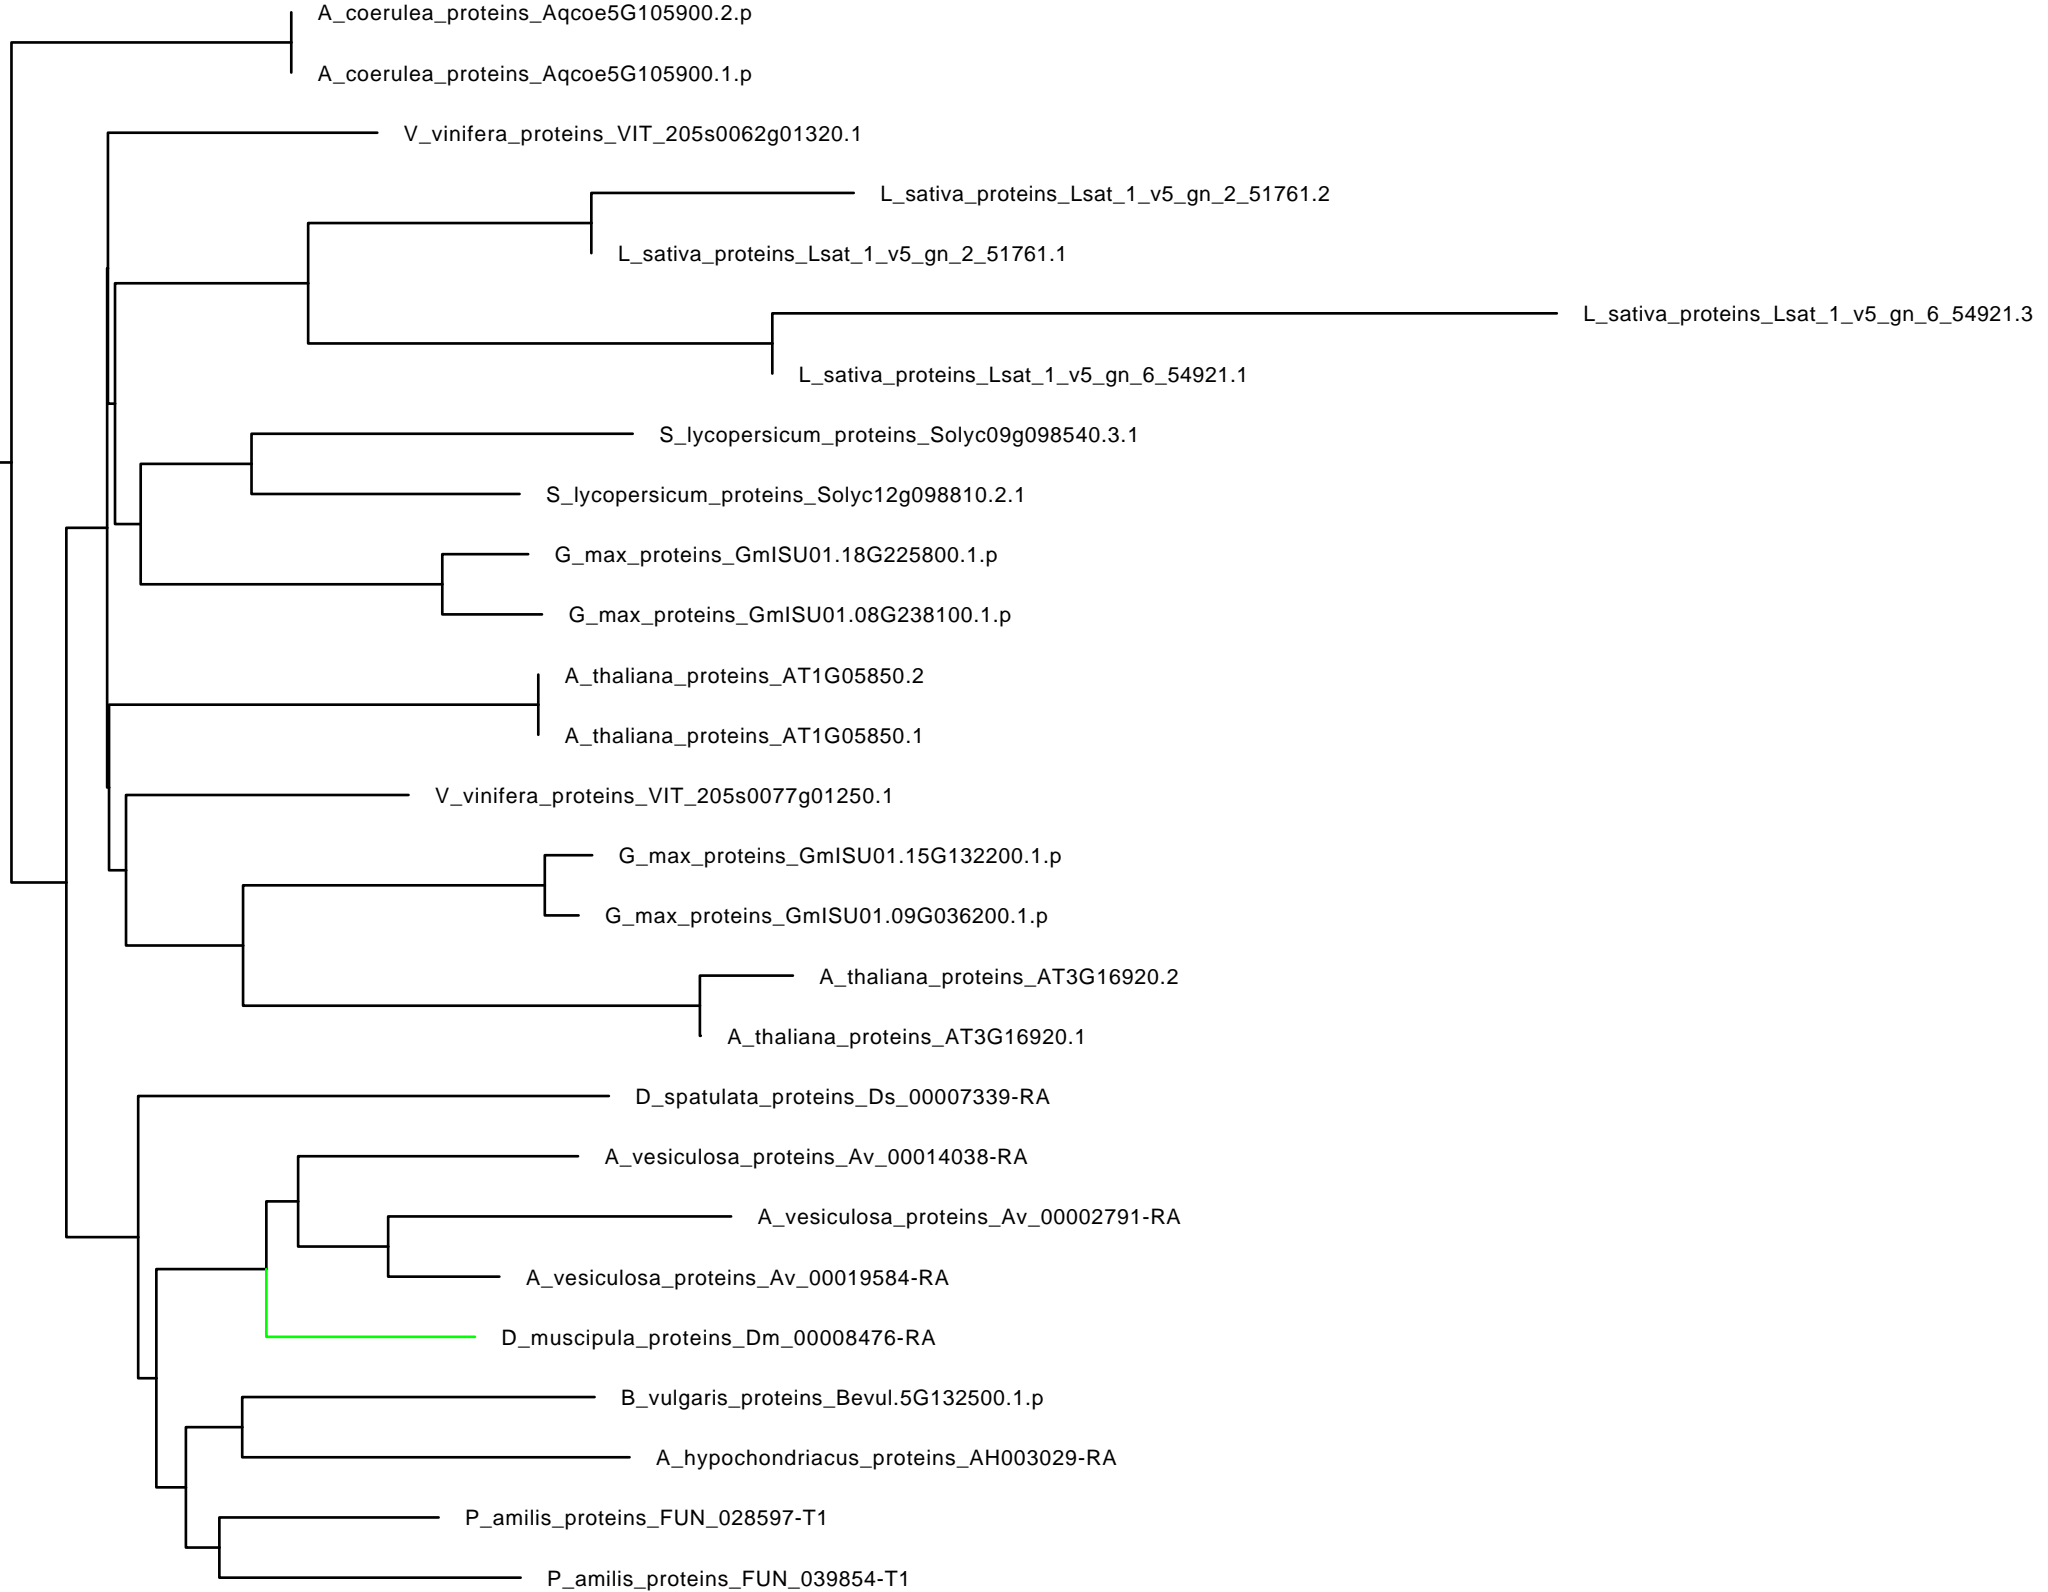 A_coerulea_proteins_Aqcoe5G105900.2.p
A_coerulea_proteins_Aqcoe5G105900.1.p
V_vinifera_proteins_VIT_205s0062g01320.1
L_sativa_proteins_Lsat_1_v5_gn_2_51761.2
L_sativa_proteins_Lsat_1_v5_gn_2_51761.1
L_sativa_proteins_Lsat_1_v5_gn_6_54921.3
L_sativa_proteins_Lsat_1_v5_gn_6_54921.1
S_lycopersicum_proteins_Solyc09g098540.3.1
S_lycopersicum_proteins_Solyc12g098810.2.1
G_max_proteins_GmISU01.18G225800.1.p
G_max_proteins_GmISU01.08G238100.1.p
A_thaliana_proteins_AT1G05850.2
A_thaliana_proteins_AT1G05850.1
V_vinifera_proteins_VIT_205s0077g01250.1
G_max_proteins_GmISU01.15G132200.1.p
G_max_proteins_GmISU01.09G036200.1.p
A_thaliana_proteins_AT3G16920.2
A_thaliana_proteins_AT3G16920.1
D_spatulata_proteins_Ds_00007339-RA
A_vesiculosa_proteins_Av_00014038-RA
A_vesiculosa_proteins_Av_00002791-RA
A_vesiculosa_proteins_Av_00019584-RA
D_muscipula_proteins_Dm_00008476-RA
B_vulgaris_proteins_Bevul.5G132500.1.p
A_hypochondriacus_proteins_AH003029-RA
P_amilis_proteins_FUN_028597-T1
P_amilis_proteins_FUN_039854-T1